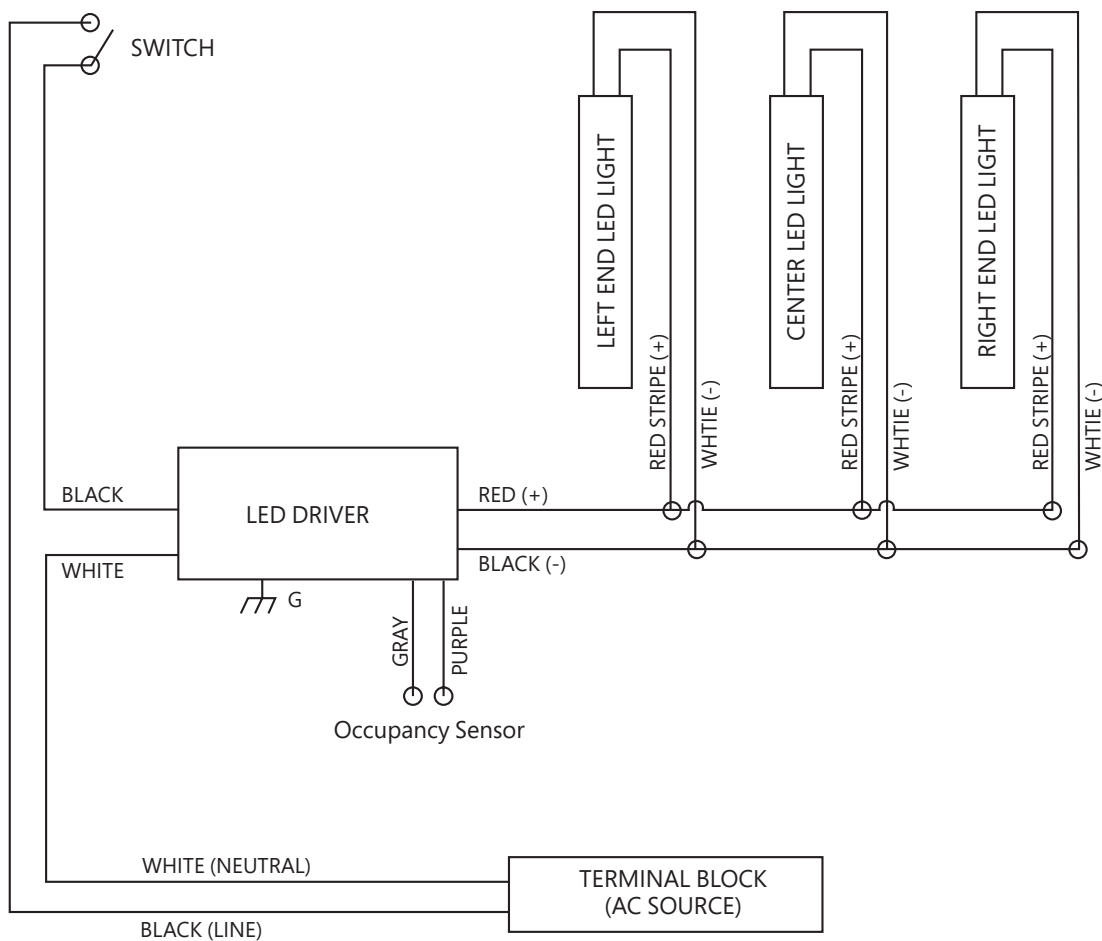 SWITCH
LEFT END LED LIGHT
CENTER LED LIGHT
RIGHT END LED LIGHT
RED STRIPE (+)
WHTIE (-)
RED STRIPE (+)
WHTIE (-)
RED STRIPE (+)
WHTIE (-)
BLACK
LED DRIVER
RED (+)
WHITE
BLACK (-)
G
GRAY
PURPLE
Occupancy Sensor
WHITE (NEUTRAL)
TERMINAL BLOCK
(AC SOURCE)
BLACK (LINE)